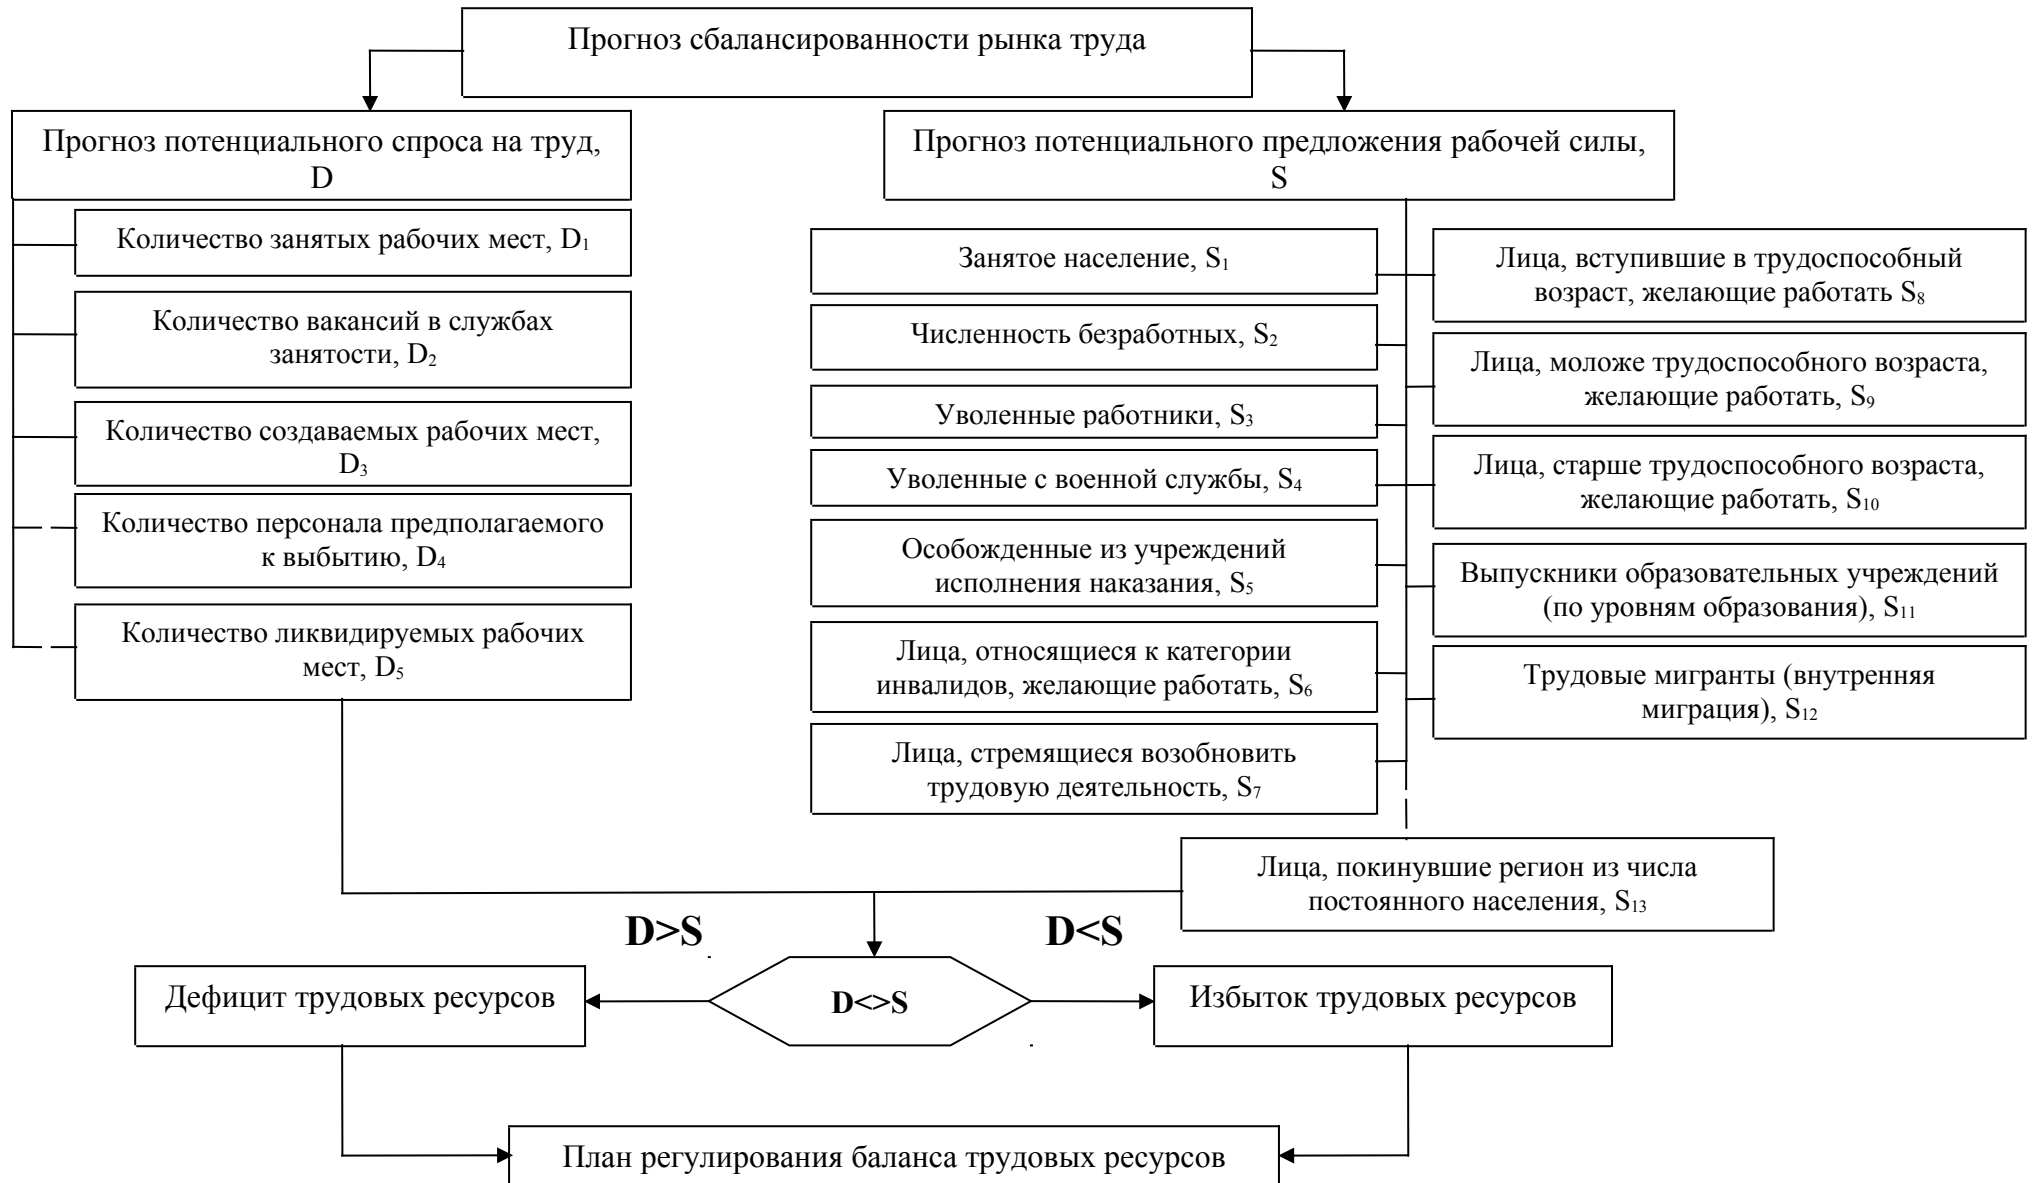 Прогноз сбалансированности рынка труда
Прогноз потенциального спроса на труд,
D
Количество занятых рабочих мест, D₁
Количество вакансий в службах
занятости, D₂
Количество создаваемых рабочих мест,
D₃
Количество персонала предполагаемого
к выбытию, D₄
Количество ликвидируемых рабочих
мест, D₅
Прогноз потенциального предложения рабочей силы,
S
Занятое население, S₁
Численность безработных, S₂
Уволенные работники, S₃
Уволенные с военной службы, S₄
Особожденные из учреждений
исполнения наказания, S₅
Лица, относящиеся к категории
инвалидов, желающие работать, S₆
Лица, стремящиеся возобновить
трудовую деятельность, S₇
Лица, вступившие в трудоспособный
возраст, желающие работать S₈
Лица, моложе трудоспособного возраста,
желающие работать, S₉
Лица, старше трудоспособного возраста,
желающие работать, S₁₀
Выпускники образовательных учреждений
(по уровням образования), S₁₁
Трудовые мигранты (внутренняя
миграция), S₁₂
Лица, покинувшие регион из числа
постоянного населения, S₁₃
D>S
D<S
Дефицит трудовых ресурсов
D<>S
Избыток трудовых ресурсов
План регулирования баланса трудовых ресурсов